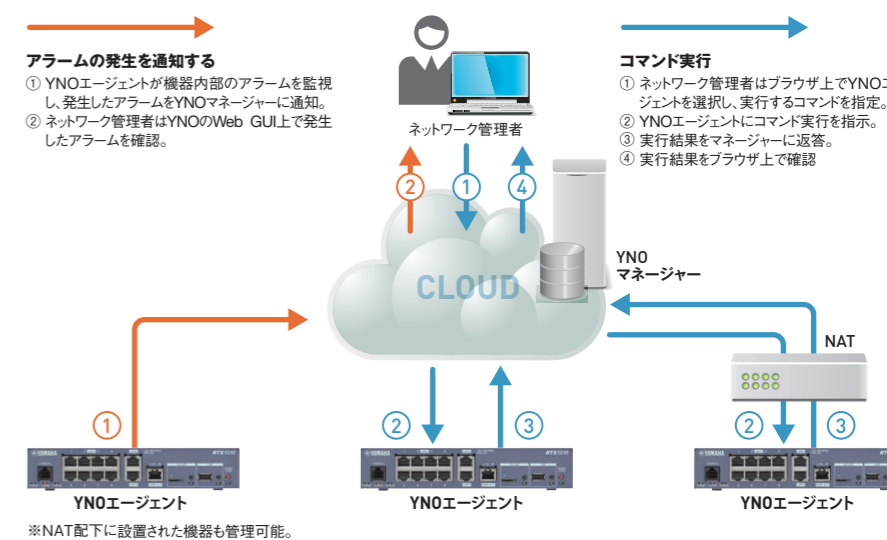 アラームの発生を通知する
① YNOエージェントが機器内部のアラームを監視
し、発生したアラームをYNOマネージャーに通知。
② ネットワーク管理者はYNOのWeb GUI上で発生
したアラームを確認。
ネットワーク管理者
コマンド実行
① ネットワーク管理者はブラウザ上でYNOエ
ジェントを選択し、実行するコマンドを指定。
② YNOエージェントにコマンド実行を指示。
③ 実行結果をマネージャーに返答。
④ 実行結果をブラウザ上で確認
② ① ④
CLOUD
YNO
マネージャー
NAT
① ② ③ ② ③
YAMAHA
YAMAHA
YAMAHA
YNOエージェント
YNOエージェント
YNOエージェント
※NAT配下に設置された機器も管理可能。